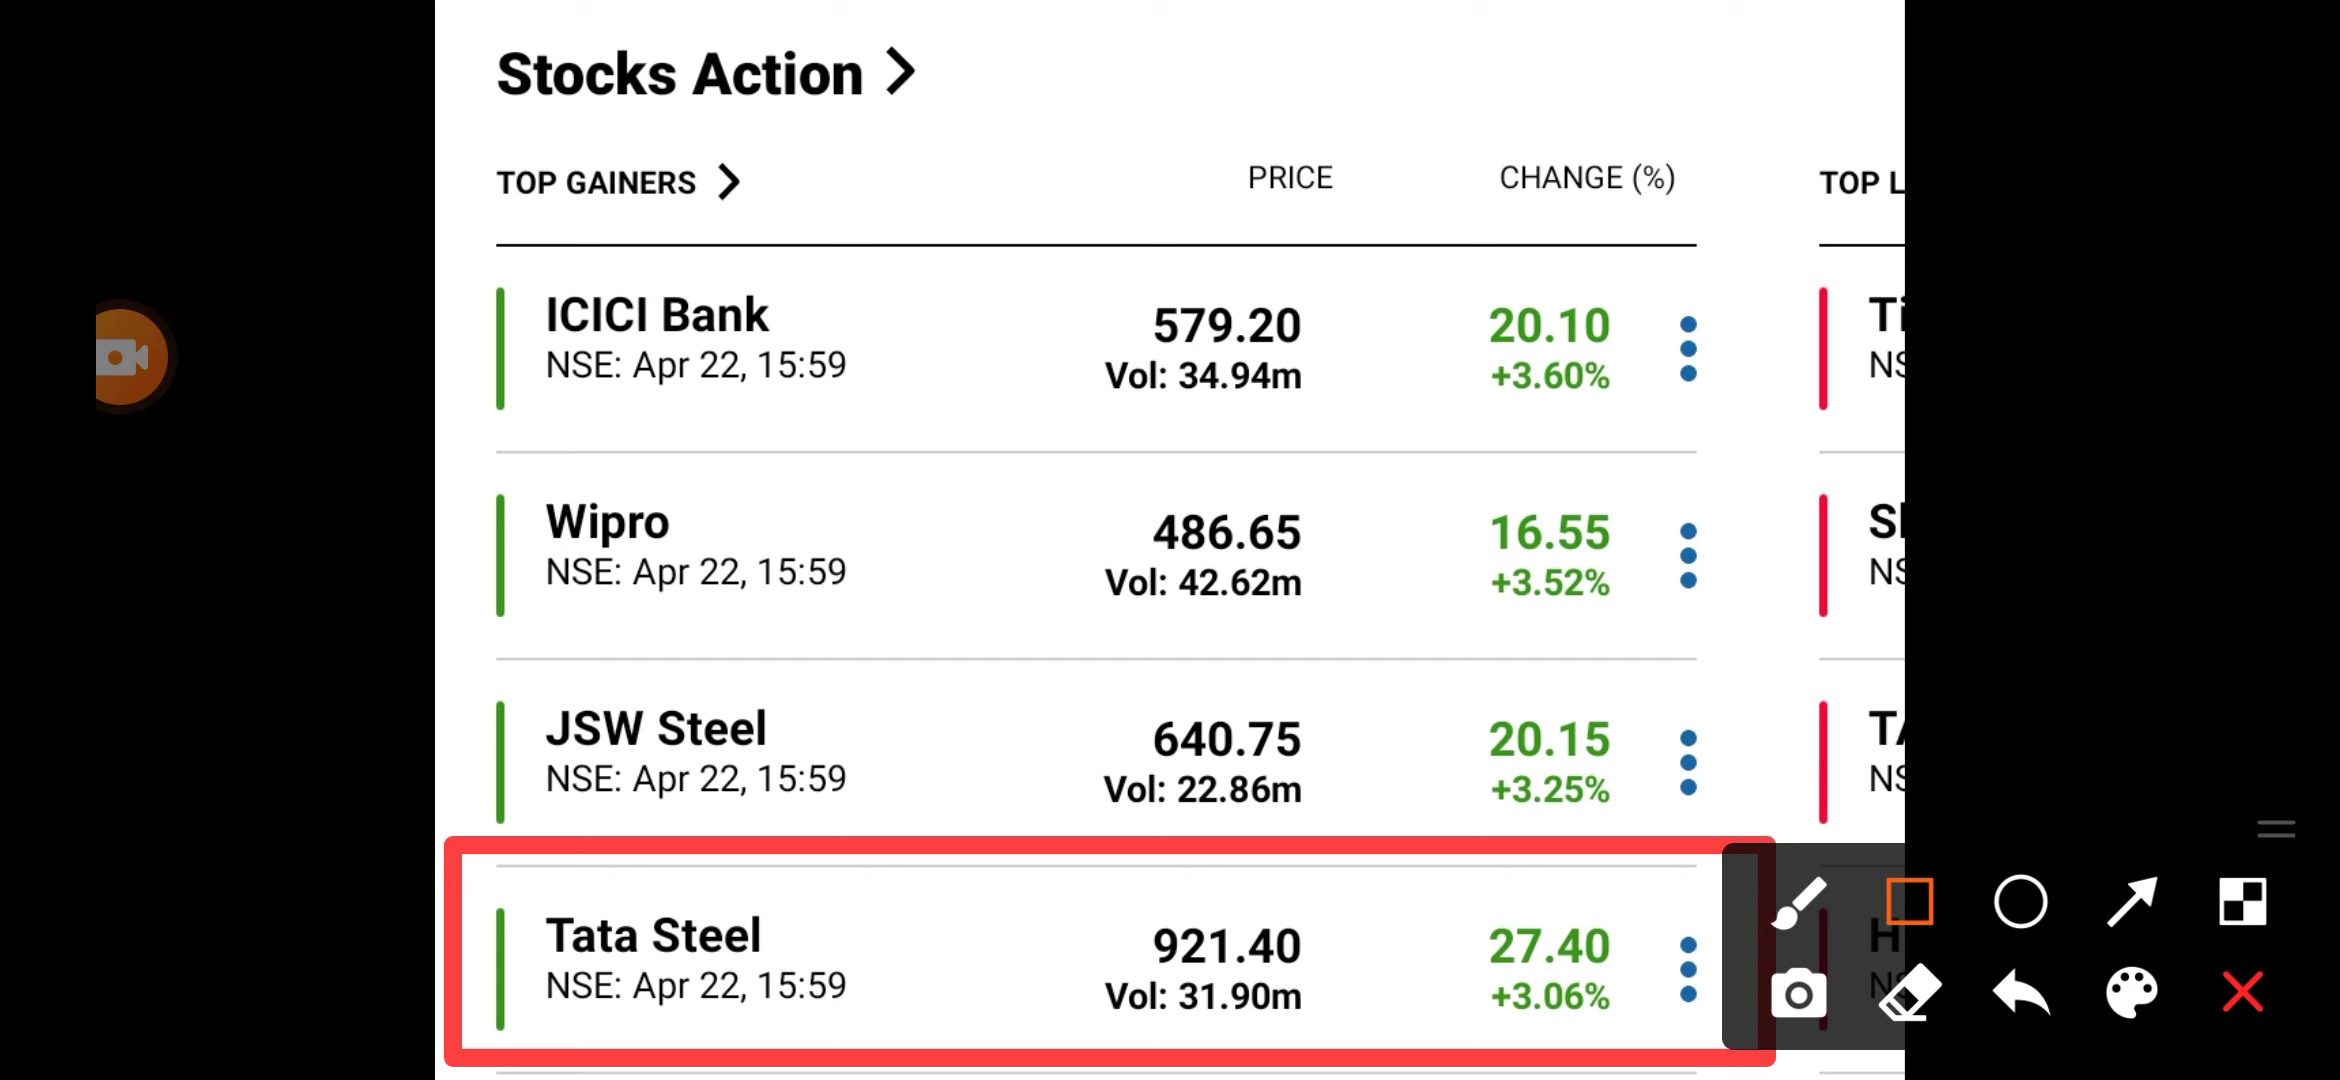 Stocks Action
TOP GAINERS PRICE CHANGE (%)
ICICI Bank 579.20 20.10
NSE: Apr 22, 15:59 Vol: 34.94m +3.60%
Wipro 486.65 16.55
NSE: Apr 22, 15:59 Vol: 42.62m +3.52%
JSW Steel 640.75 20.15
NSE: Apr 22, 15:59 Vol: 22.86m +3.25%
Tata Steel 921.40 27.40
NSE: Apr 22, 15:59 Vol: 31.90m +3.06%
TOP